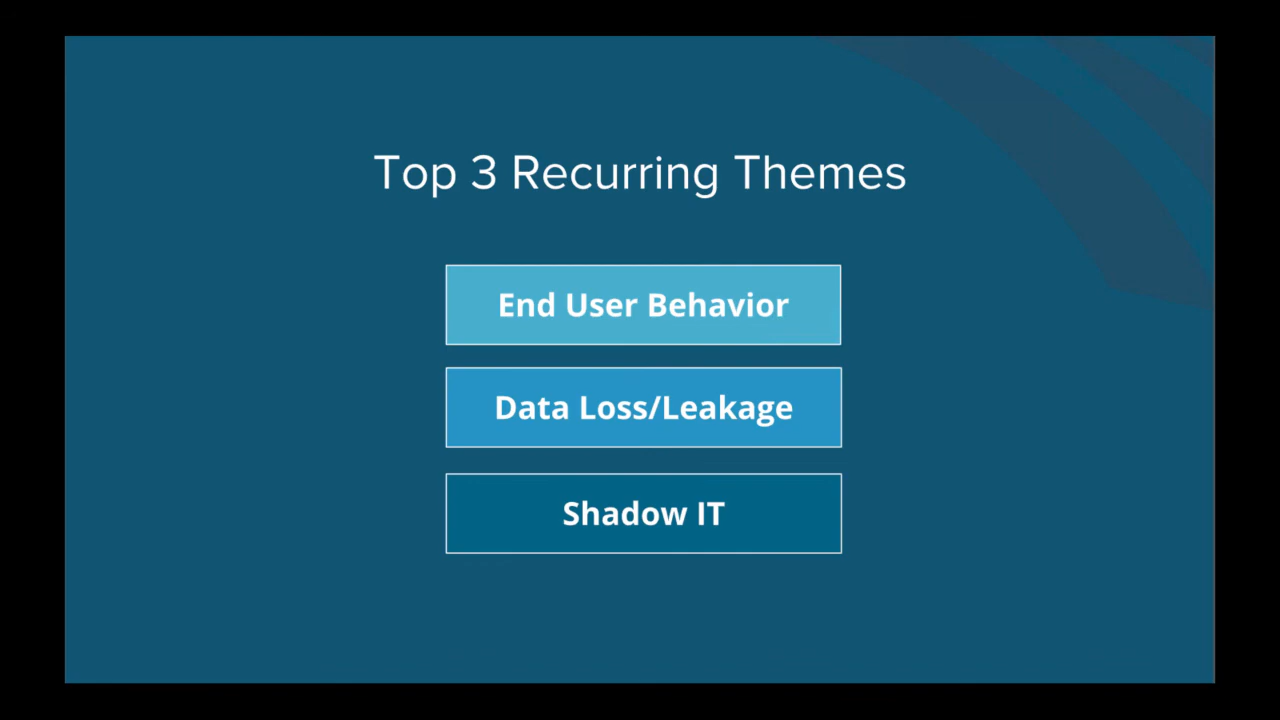 Top 3 Recurring Themes
End User Behavior
Data Loss/Leakage
Shadow IT